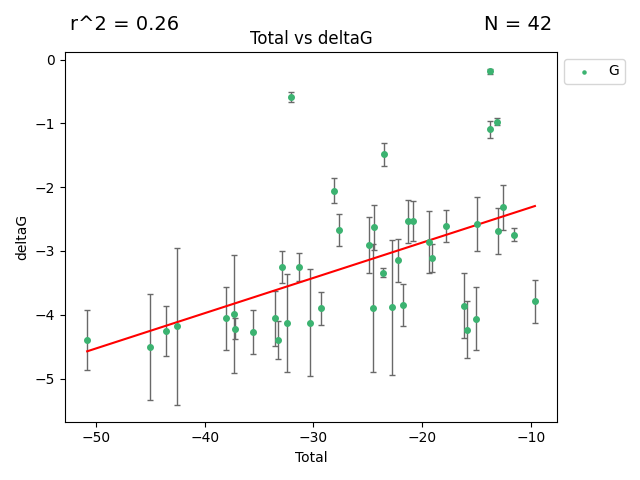 r^2 = 0.26
N = 42
Total vs deltaG
G
deltaG
0
−1
−2
−3
−4
−5
−50
−40
−30
−20
−10
Total